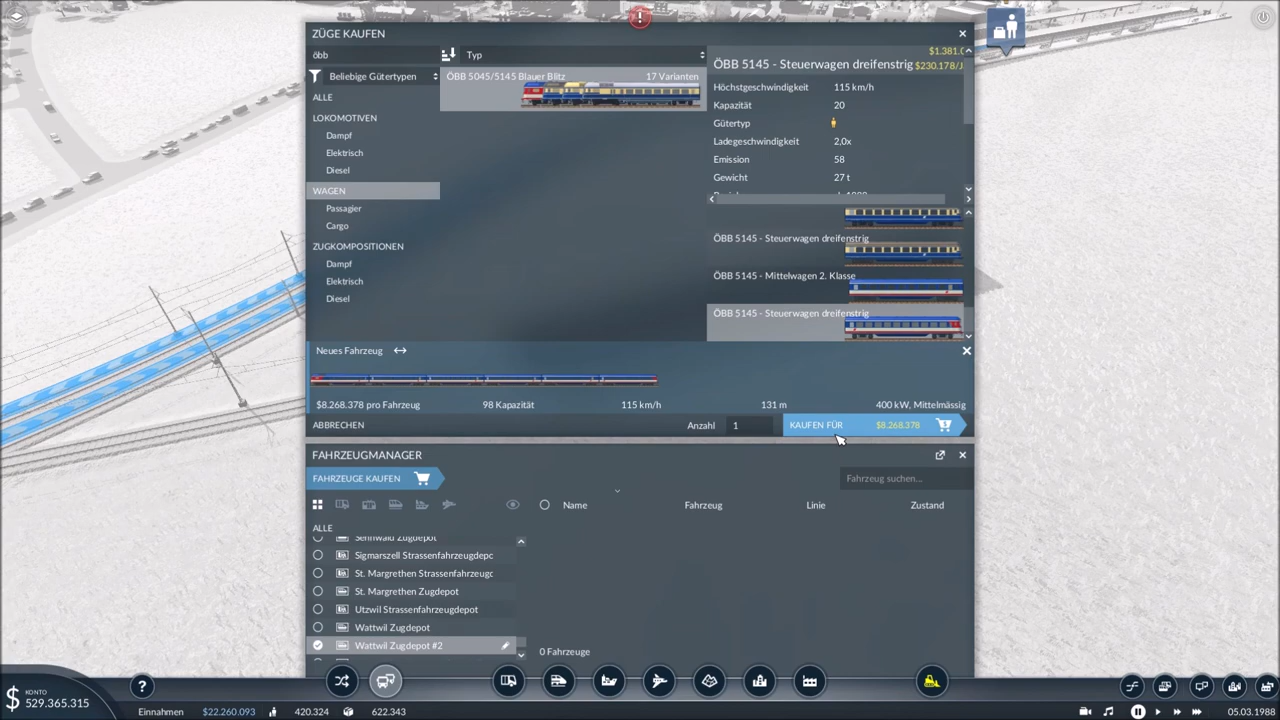 ZÜGE KAUFEN
öbb
Typ
Beliebige Gütertypen
ALLE
LOKOMOTIVEN
Dampf
Elektrisch
Diesel
WAGEN
Passagier
Cargo
ZUGKOMPOSITIONEN
Dampf
Elektrisch
Diesel
ÖBB 5045/5145 Blauer Blitz
17 Varianten
$1.381.0
ÖBB 5145 - Steuerwagen dreifenstrig
$230.178/J
Höchstgeschwindigkeit 115 km/h
Kapazität 20
Gütertyp
Ladegeschwindigkeit 2,0x
Emission 58
Gewicht 27 t
ÖBB 5145 - Steuerwagen dreifenstrig
ÖBB 5145 - Mittelwagen 2. Klasse
ÖBB 5145 - Steuerwagen dreifenstrig
Neues Fahrzeug
$8.268.378 pro Fahrzeug 98 Kapazität 115 km/h 131 m 400 kW, Mittelmässig
ABBRECHEN Anzahl 1 KAUFEN FÜR $8.268.378
FAHRZEUGMANAGER
FAHRZEUGE KAUFEN
Fahrzeug suchen...
Name Fahrzeug Linie Zustand
ALLE
Sennwald Zugdepot
Sigmarszell Strassenfahrzeugdepc
St. Margrethen Strassenfahrzeugc
St. Margrethen Zugdepot
Utzwil Strassenfahrzeugdepot
Wattwil Zugdepot
Wattwil Zugdepot #2
0 Fahrzeuge
KONTO
$ 529.365.315
?
Einnahmen $22.260.093 420.324 622.343
05.03.1988